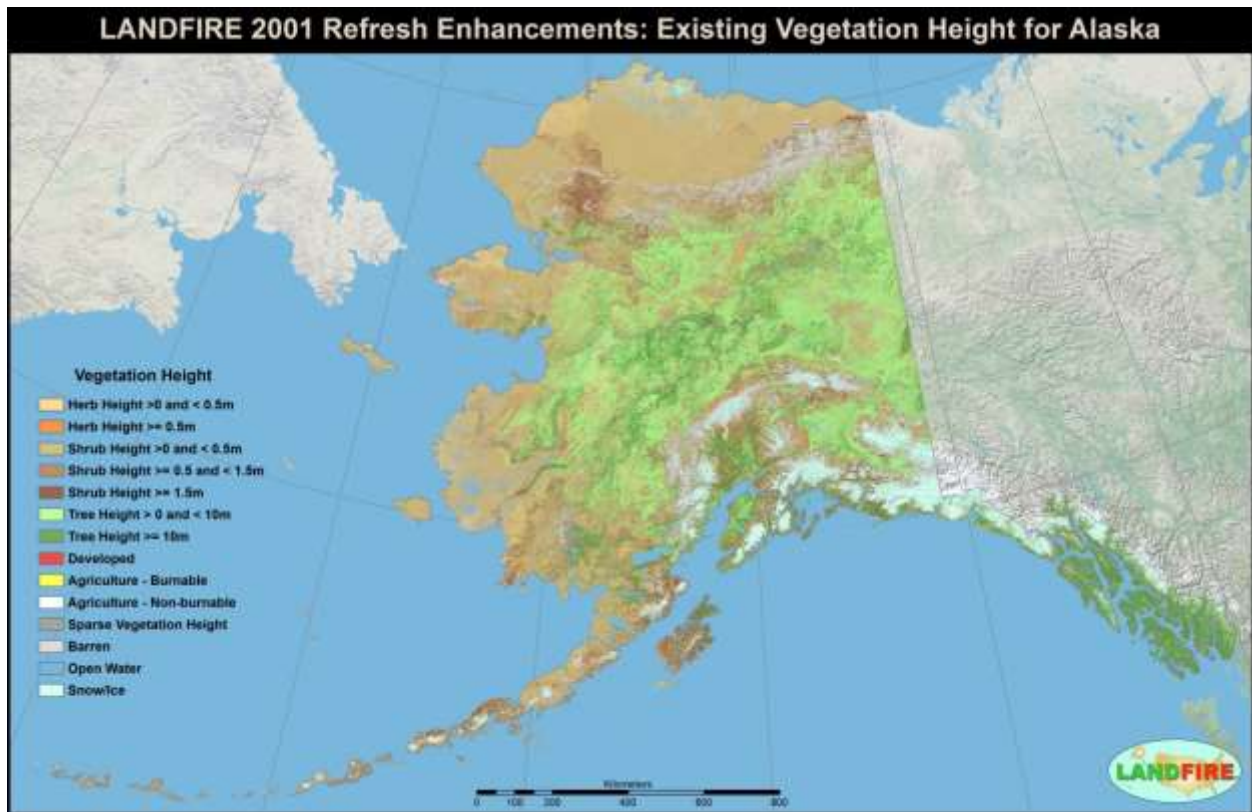 LANDFIRE 2001 Refresh Enhancements: Existing Vegetation Height for Alaska
Vegetation Height
Herb Height >0 and < 0.5m
Herb Height >= 0.5m
Shrub Height >0 and < 0.5m
Shrub Height >= 0.5 and < 1.5m
Shrub Height >= 1.5m
Tree Height > 0 and < 10m
Tree Height >= 10m
Developed
Agriculture - Burnable
Agriculture - Non-burnable
Sparse Vegetation Height
Barren
Open Water
Snow/Ice
Kilometers
0 100 200 400 600 800
LANDFIRE